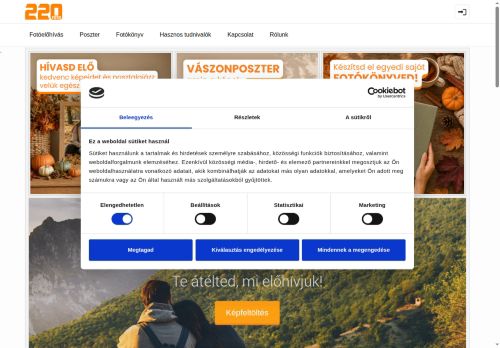 220
Fotóelőhívás Poszter Fotókönyv Hasznos tudnivalók Kapcsolat Rólunk
HÍVASD ELŐ
kedvenc képeidet és posztolázz
velük egész
VÁSZONPOSZTER
Készítsd el egyedi saját
FOTÓKÖNYVED!
Cookiebot
Beleegyezés Részletek A sütikről
Ez a weboldal sütiket használ
Sütiket használunk a tartalmak és hirdetések személyre szabásához, közösségi funkciók biztosításához, valamint
weboldalforgalmunk elemzéséhez. Ezenkívül közösségi média-, hirdető- és elemező partnereinkkel megosztjuk az Ön
weboldalhasználatra vonatkozó adatait, akik kombinálhatják az adatokat más olyan adatokkal, amelyeket Ön adott meg
számukra vagy az Ön által használt más szolgáltatásokból gyűjtöttek.
Elengedhetetlen Beállítások Statisztikai Marketing
Megtagad Kiválasztás engedélyezése Mindennek a megengedése
Te átélted, mi előhívjuk!
Képfeltöltés